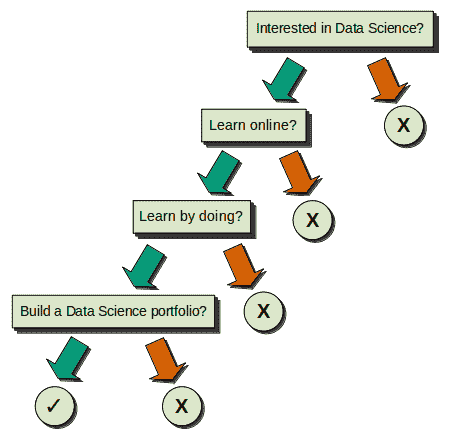 Interested in Data Science?
Learn online?
X
Learn by doing?
X
Build a Data Science portfolio?
X
✓
X